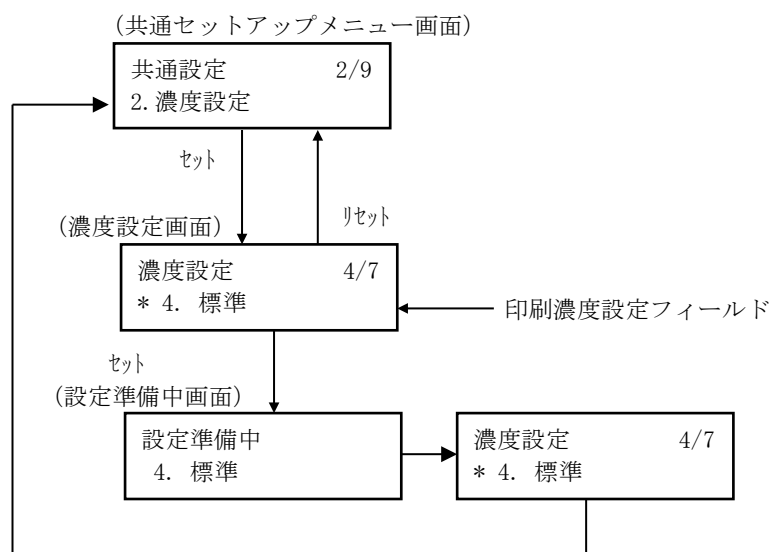 (共通セットアップメニュー画面)
共通設定 2/9
2.濃度設定
ｾｯﾄ
ﾘｾｯﾄ
(濃度設定画面)
濃度設定 4/7
* 4. 標準
印刷濃度設定フィールド
ｾｯﾄ
(設定準備中画面)
設定準備中
4. 標準
濃度設定 4/7
* 4. 標準